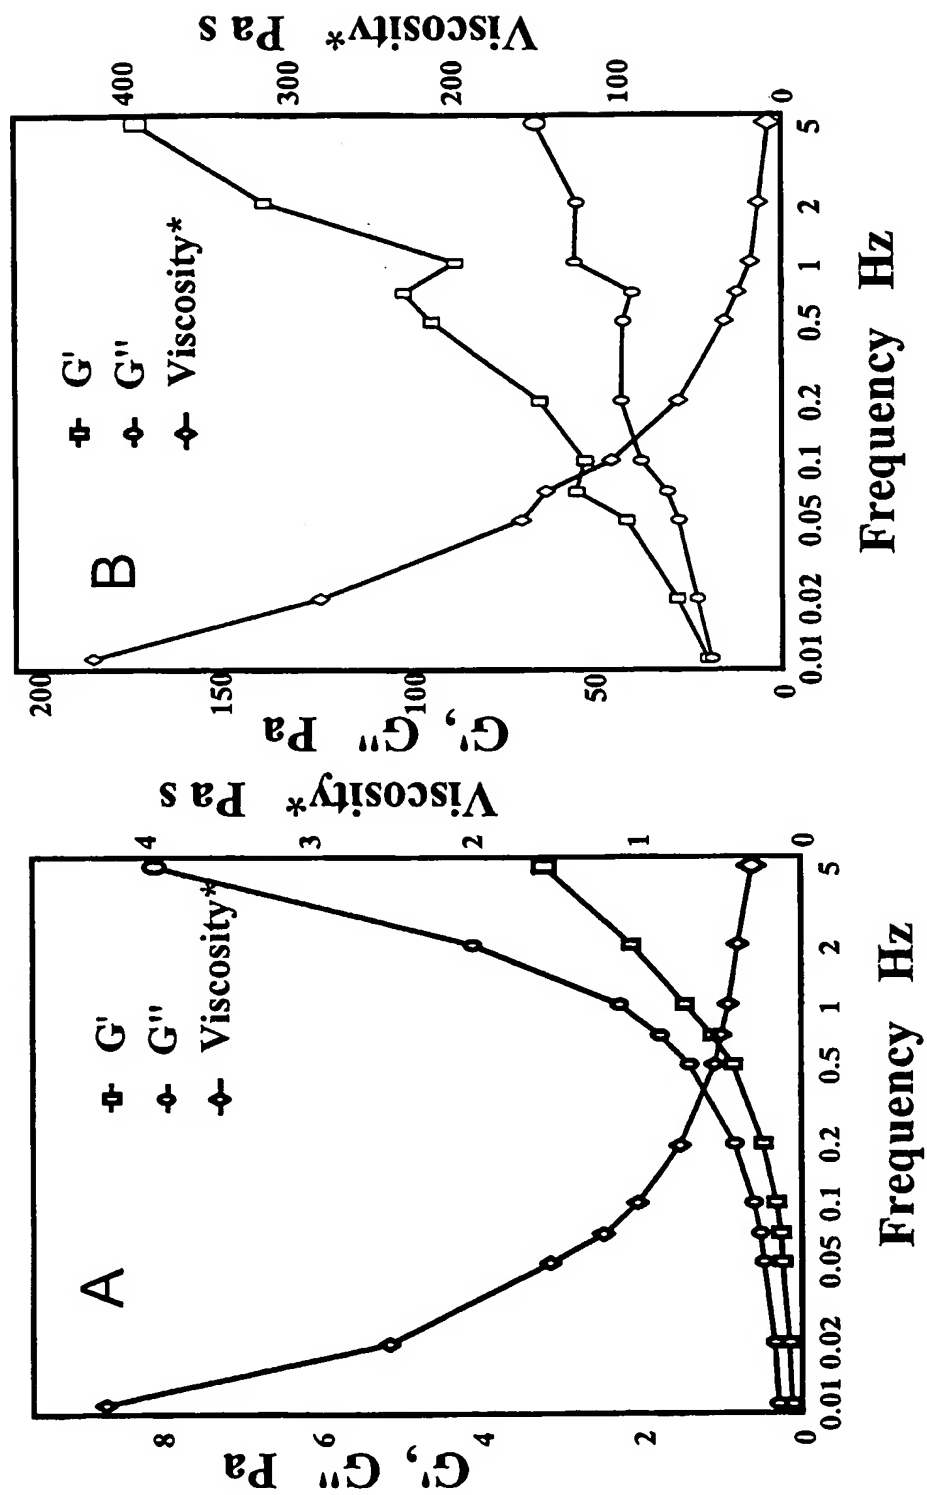 A
G'
G''
Viscosity*
G', G'' Pa
8
6
4
2
0
Viscosity* Pa s
4
3
2
1
0
0.01 0.02 0.05 0.1 0.2 0.5 1 2 5
Frequency Hz
B
G'
G''
Viscosity*
G', G'' Pa
200
150
100
50
0
Viscosity* Pa s
400
300
200
100
0
0.01 0.02 0.05 0.1 0.2 0.5 1 2 5
Frequency Hz